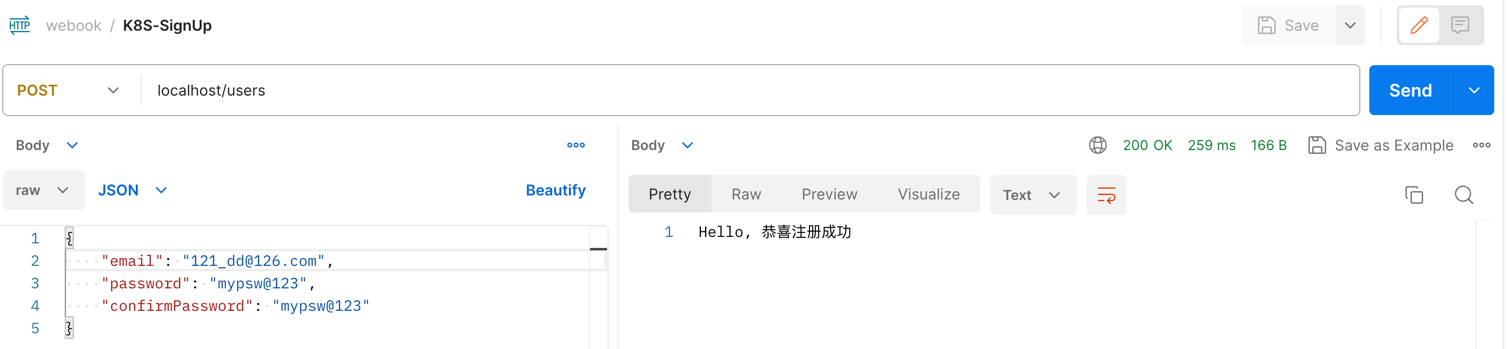 HTTP webook / K8S-SignUp Save
POST localhost/users Send
Body Body 200 OK 259 ms 166 B Save as Example
raw JSON Beautify Pretty Raw Preview Visualize Text
1 { 1 Hello, 恭喜注册成功
2 "email": "121_dd@126.com",
3 "password": "mypsw@123",
4 "confirmPassword": "mypsw@123"
5 }